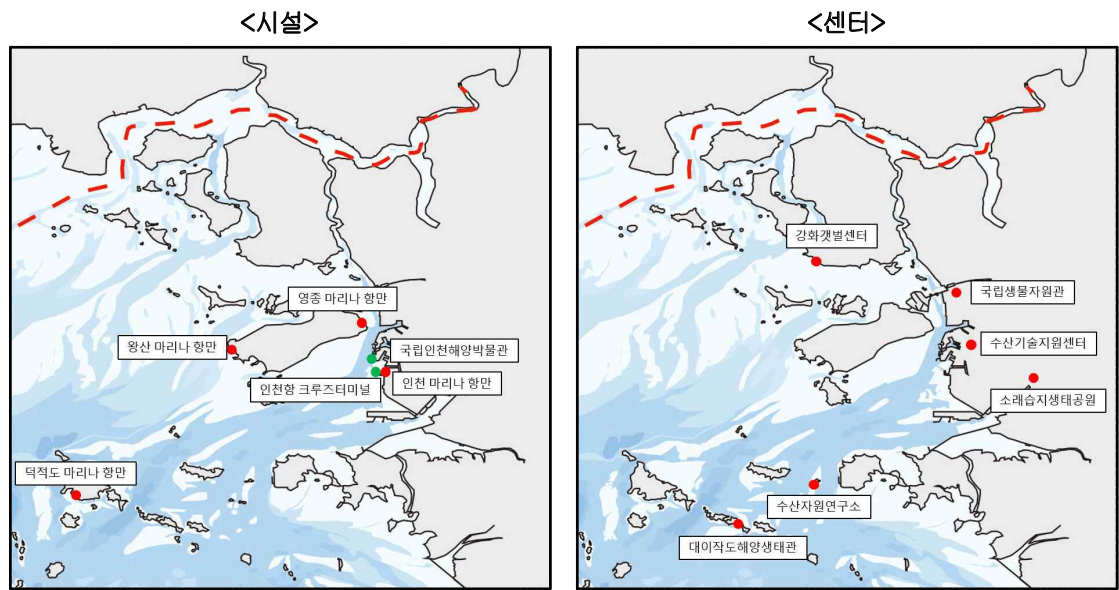 <시설>
영종 마리나 항만
왕산 마리나 항만
국립인천해양박물관
인천항 크루즈터미널
인천 마리나 항만
덕적도 마리나 항만
<센터>
강화갯벌센터
국립생물자원관
수산기술지원센터
소래습지생태공원
수산자원연구소
대이작도해양생태관